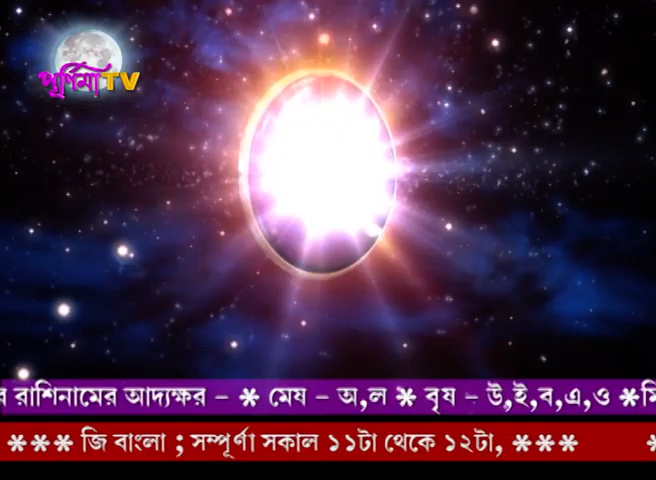 পূর্ণিমা TV
র রাশিনামের আদ্যক্ষর – * মেষ – অ,ল * বৃষ – উ,ই,ব,এ,ও *মি
*** জি বাংলা ; সম্পূর্ণা সকাল ১১টা থেকে ১২টা, *** *